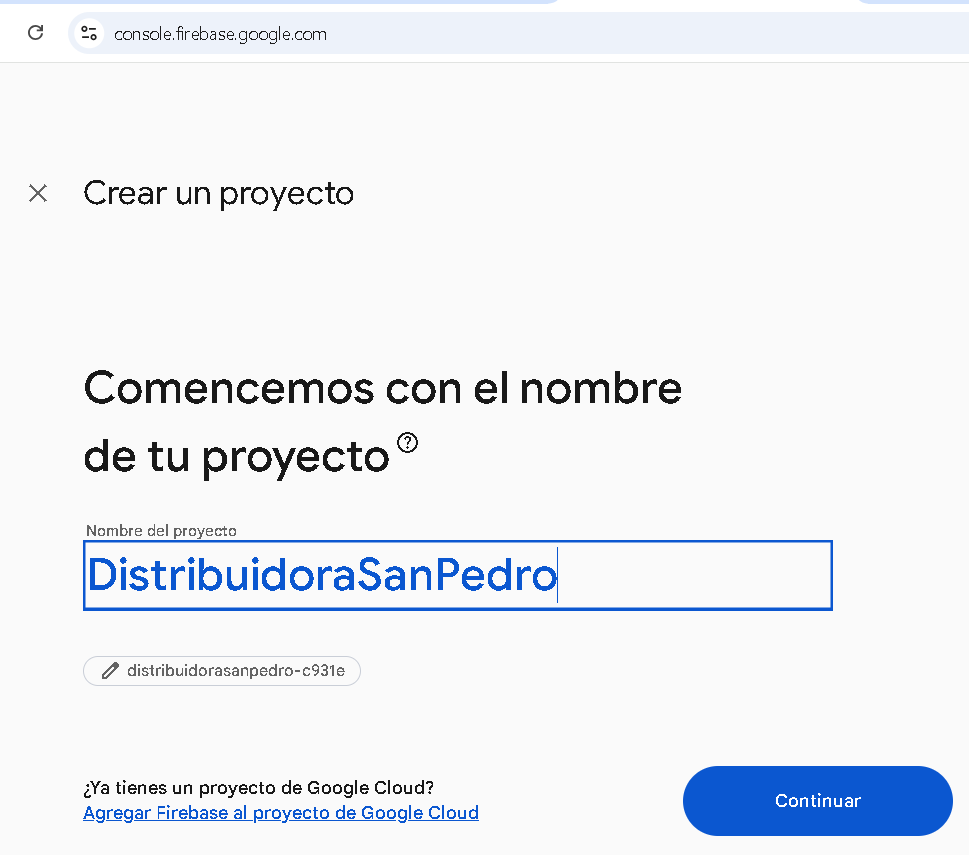 console.firebase.google.com
Crear un proyecto
Comencemos con el nombre
de tu proyecto
Nombre del proyecto
DistribuidoraSanPedro
distribuidorasanpedro-c931e
¿Ya tienes un proyecto de Google Cloud?
Agregar Firebase al proyecto de Google Cloud
Continuar